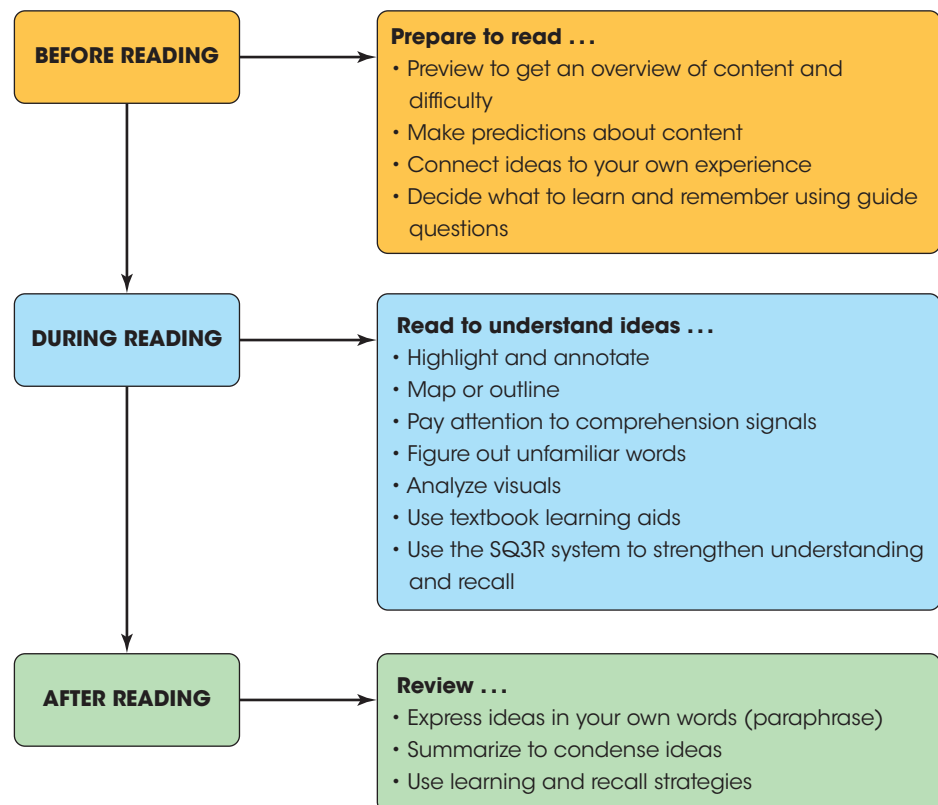 BEFORE READING
Prepare to read ...
• Preview to get an overview of content and
difficulty
• Make predictions about content
• Connect ideas to your own experience
• Decide what to learn and remember using guide
questions
DURING READING
Read to understand ideas ...
• Highlight and annotate
• Map or outline
• Pay attention to comprehension signals
• Figure out unfamiliar words
• Analyze visuals
• Use textbook learning aids
• Use the SQ3R system to strengthen understanding
and recall
AFTER READING
Review ...
• Express ideas in your own words (paraphrase)
• Summarize to condense ideas
• Use learning and recall strategies